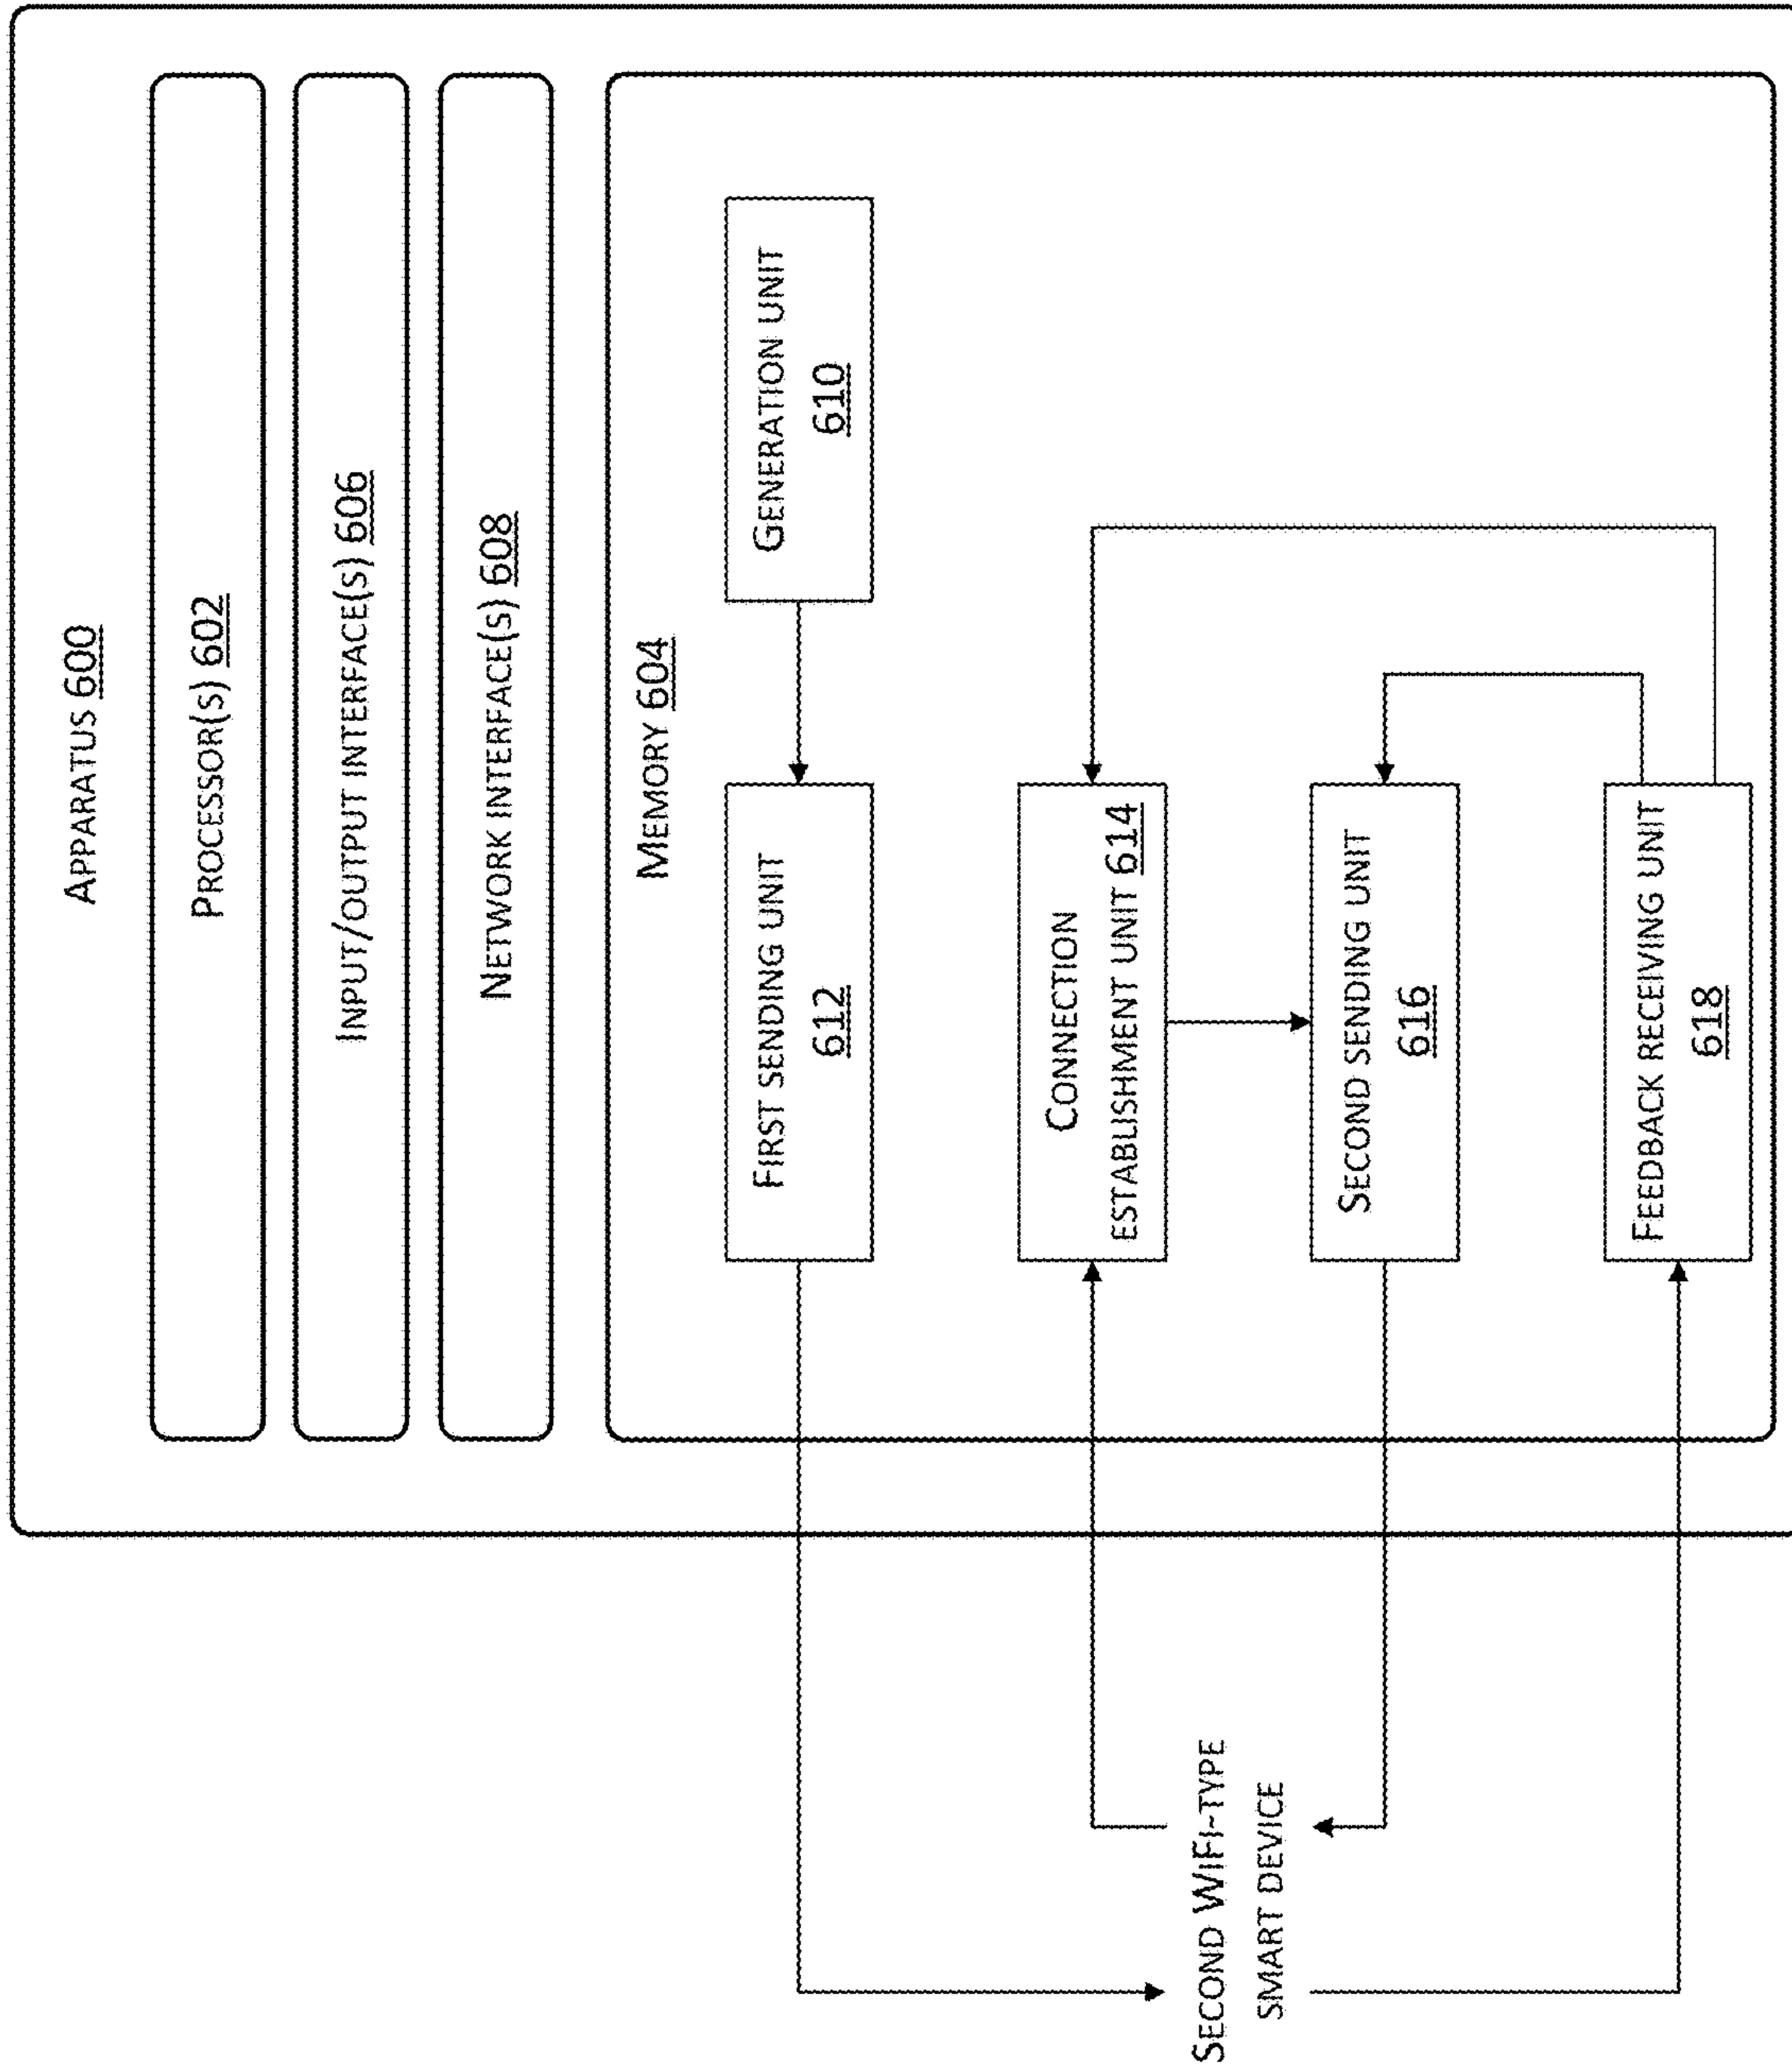 APPARATUS 600
PROCESSOR(S) 602
INPUT/OUTPUT INTERFACE(S) 606
NETWORK INTERFACE(S) 608
MEMORY 604
FIRST SENDING UNIT
612
GENERATION UNIT
610
CONNECTION
ESTABLISHMENT UNIT 614
SECOND WIFI-TYPE
SMART DEVICE
SECOND SENDING UNIT
616
FEEDBACK RECEIVING UNIT
618